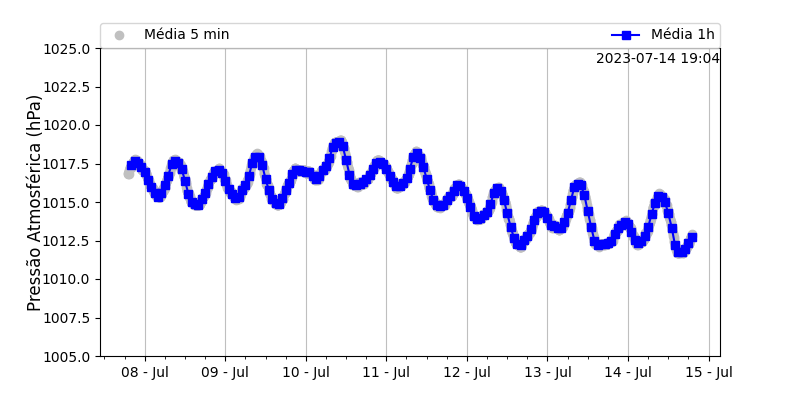 Média 5 min
Média 1h
2023-07-14 19:04
Pressão Atmosférica (hPa)
1025.0
1022.5
1020.0
1017.5
1015.0
1012.5
1010.0
1007.5
1005.0
08 - Jul
09 - Jul
10 - Jul
11 - Jul
12 - Jul
13 - Jul
14 - Jul
15 - Jul